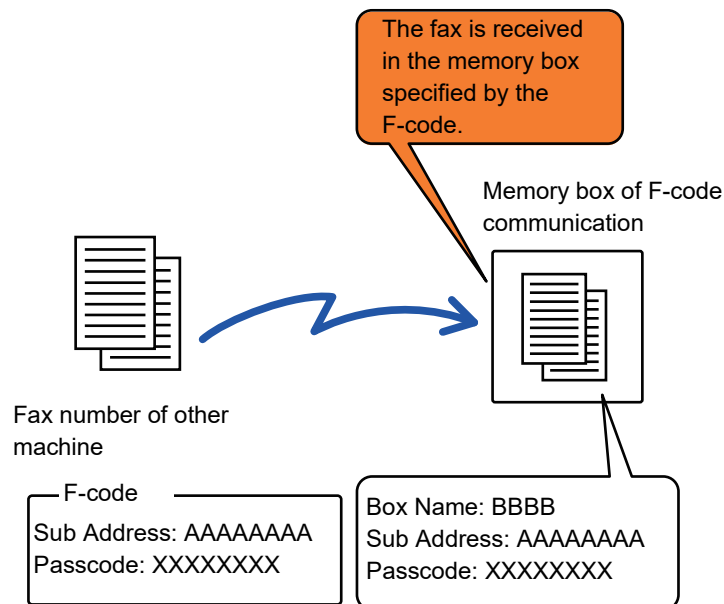 The fax is received
in the memory box
specified by the
F-code.
Memory box of F-code
communication
Fax number of other
machine
F-code
Sub Address: AAAAAAAA
Passcode: XXXXXXXX
Box Name: BBBB
Sub Address: AAAAAAAA
Passcode: XXXXXXXX